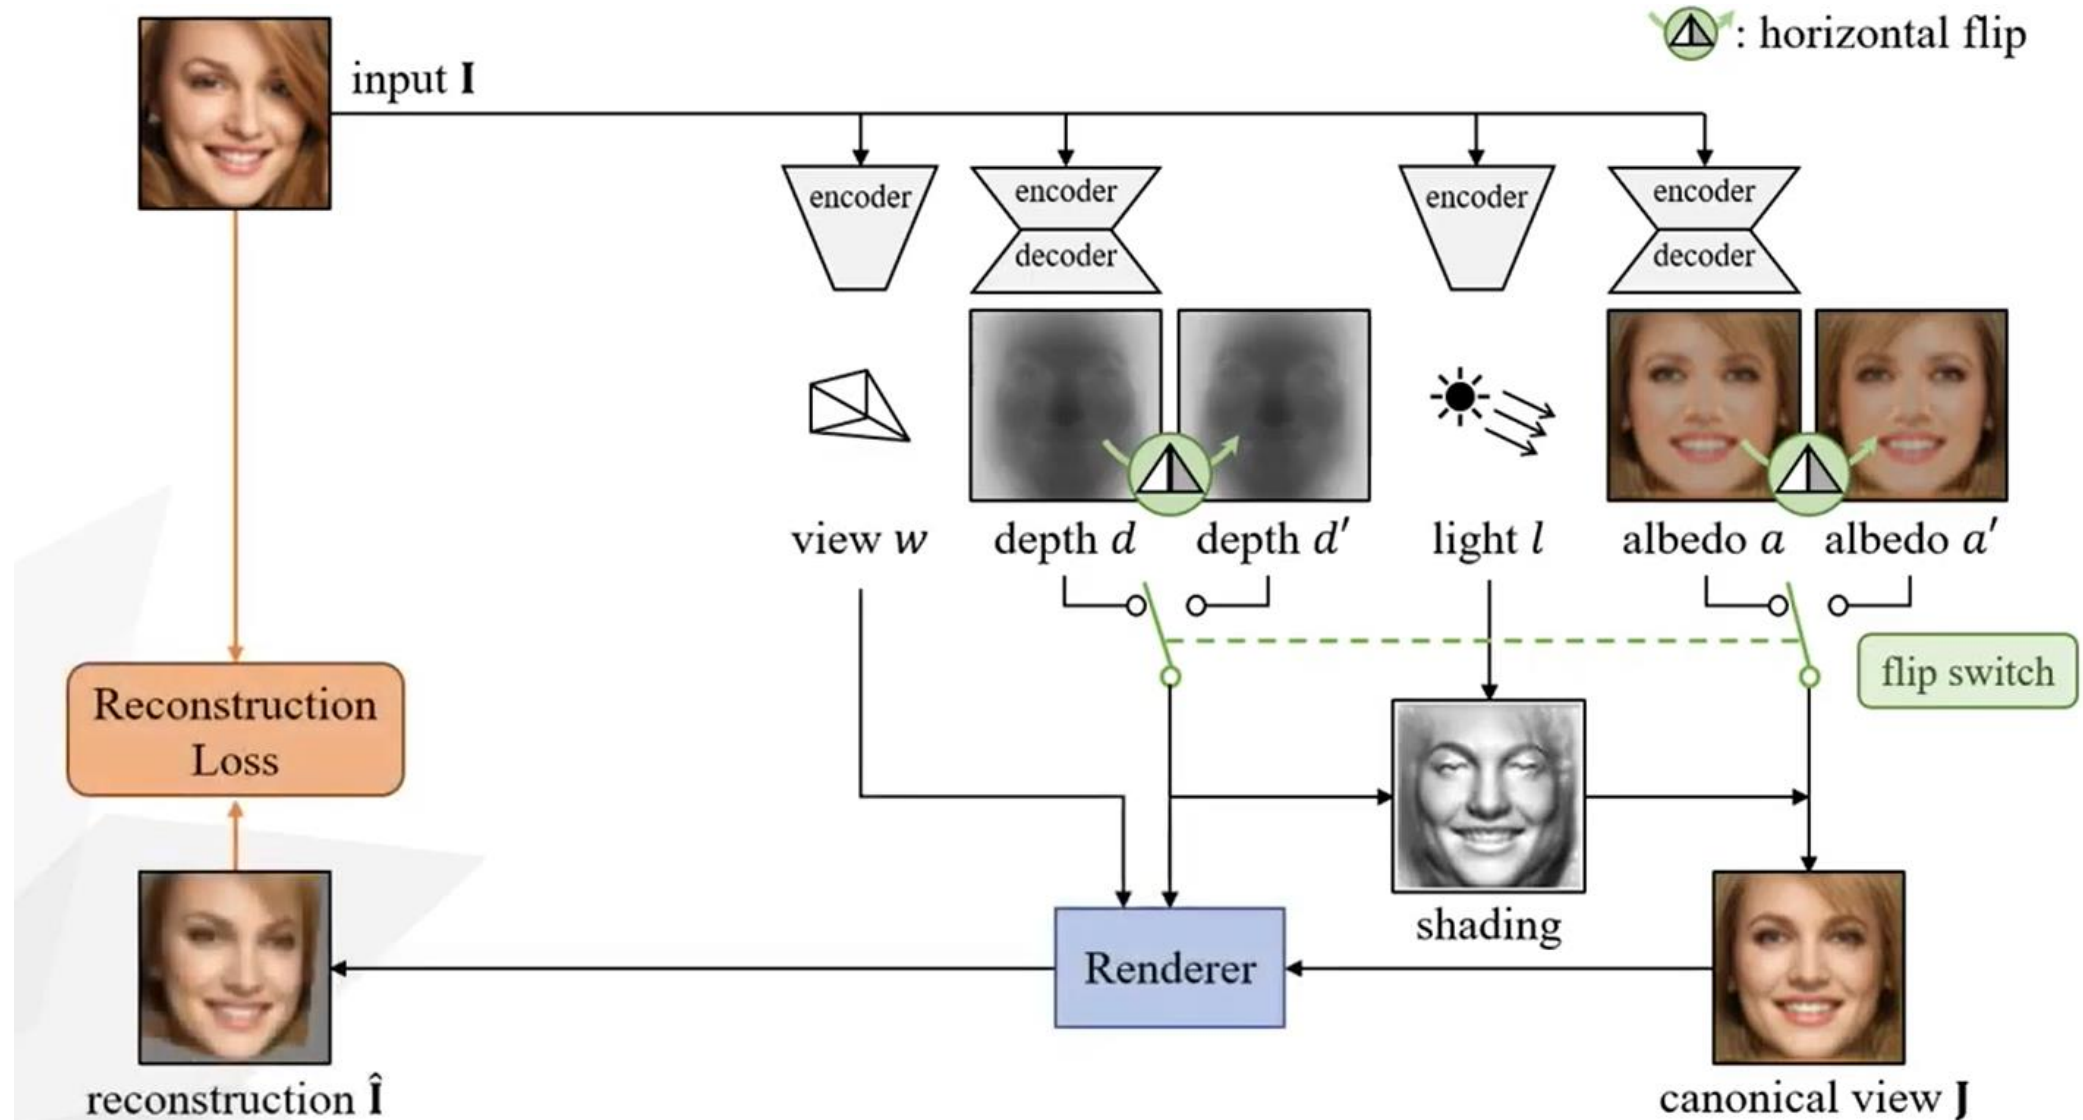 : horizontal flip
input I
encoder
encoder
decoder
encoder
encoder
decoder
view w
depth d
depth d′
light l
albedo a
albedo a′
flip switch
Reconstruction
Loss
shading
Renderer
reconstruction Î
canonical view J